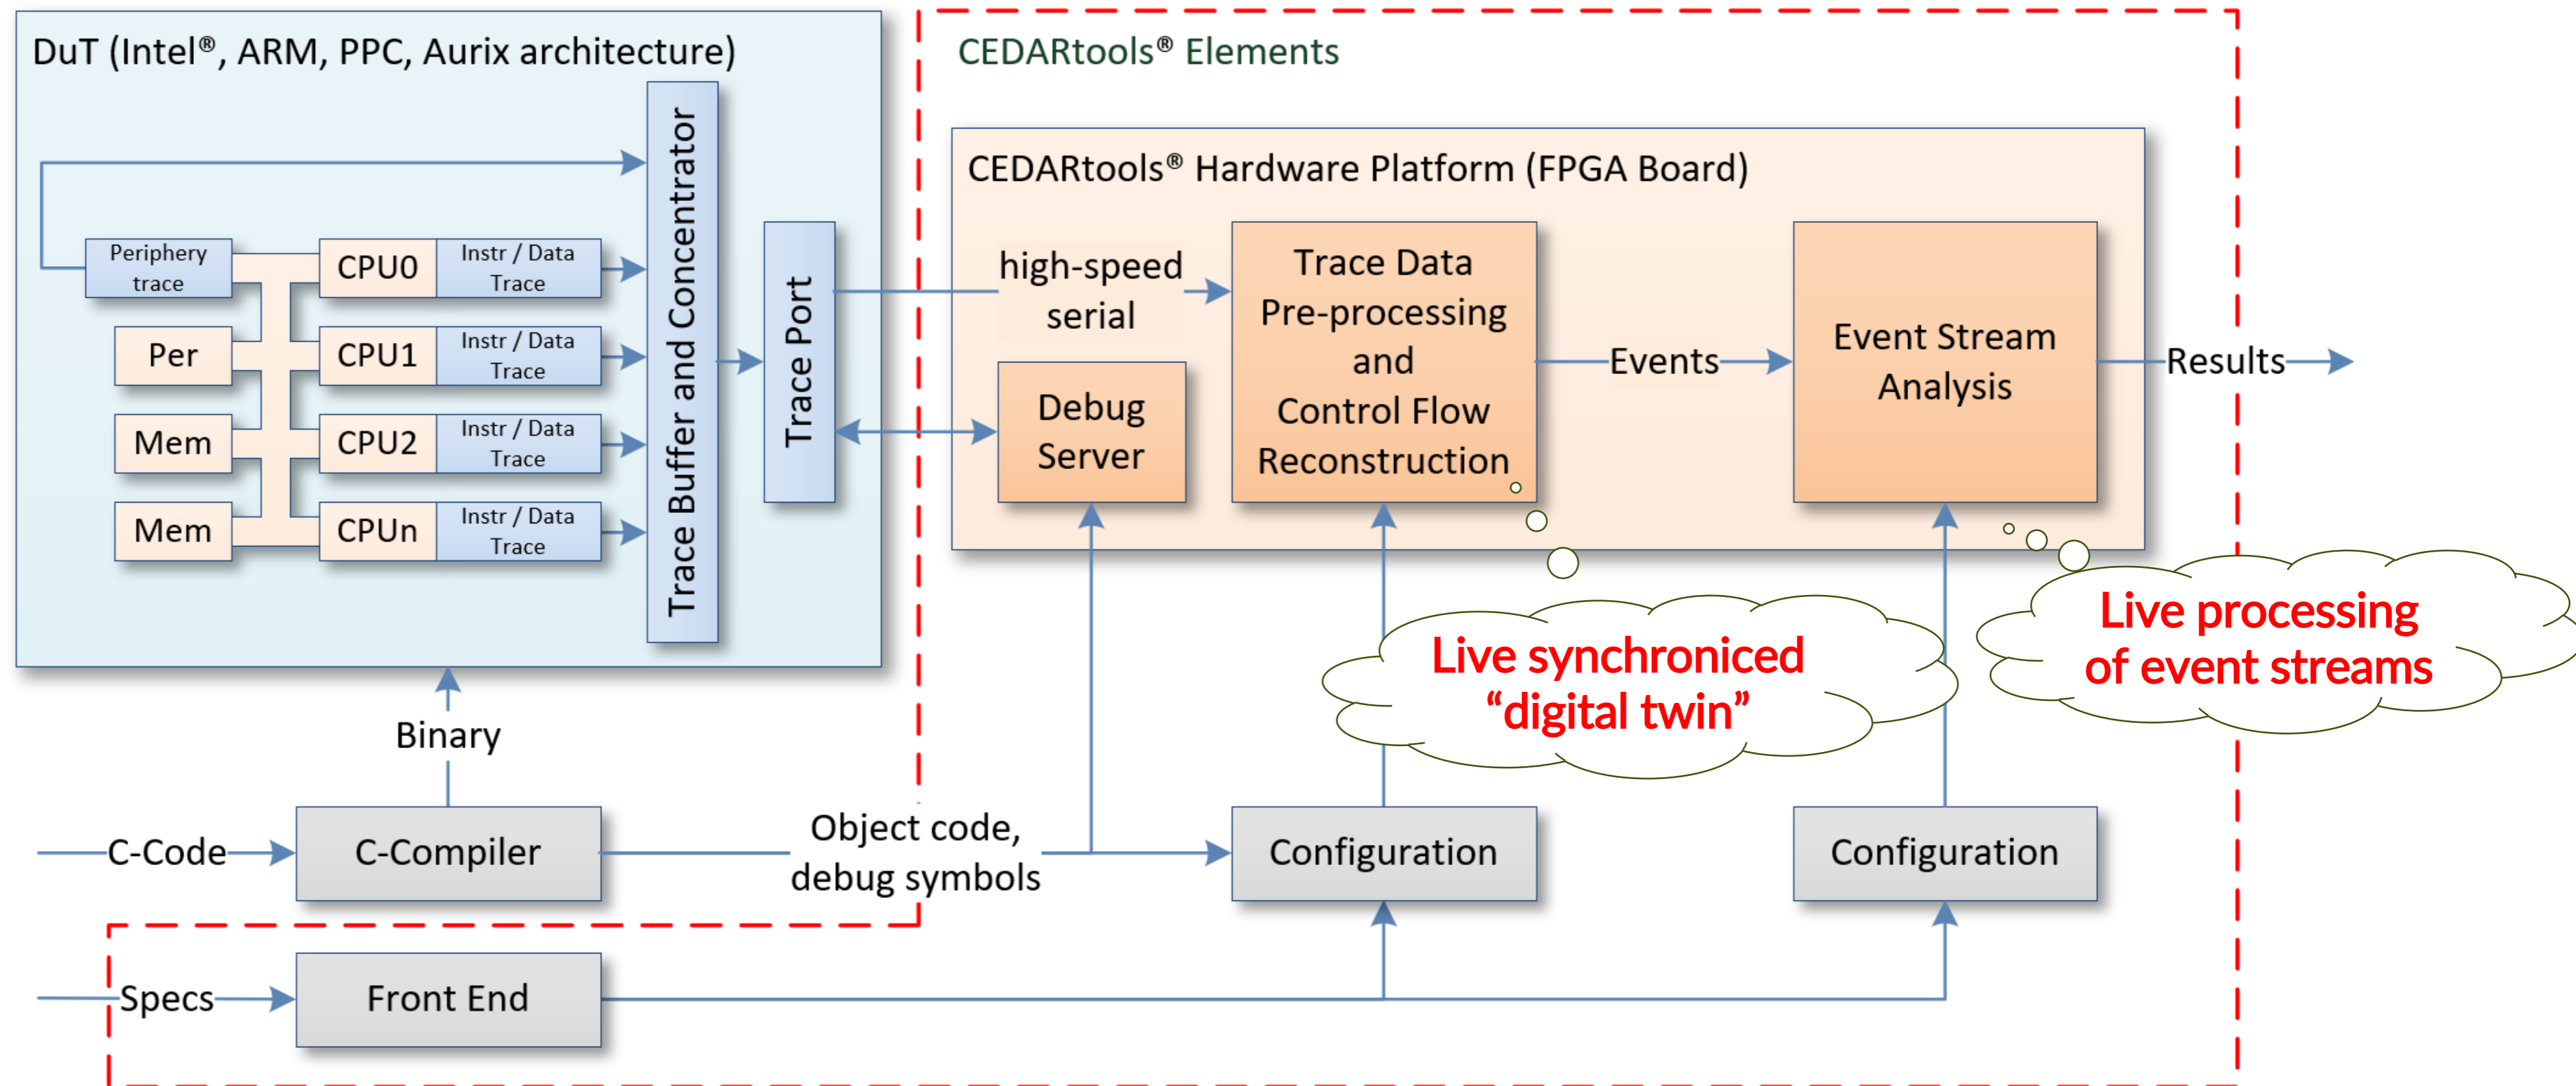 DuT (Intel®, ARM, PPC, Aurix architecture)
Periphery
trace
CPU0
Instr / Data
Trace
Per
CPU1
Instr / Data
Trace
Mem
CPU2
Instr / Data
Trace
Mem
CPUn
Instr / Data
Trace
Trace Buffer and Concentrator
Trace Port
CEDARtools® Elements
CEDARtools® Hardware Platform (FPGA Board)
high-speed
serial
Debug
Server
Trace Data
Pre-processing
and
Control Flow
Reconstruction
Events
Event Stream
Analysis
Results
Live synchroniced
“digital twin”
Live processing
of event streams
Binary
C-Code
C-Compiler
Object code,
debug symbols
Configuration
Configuration
Specs
Front End